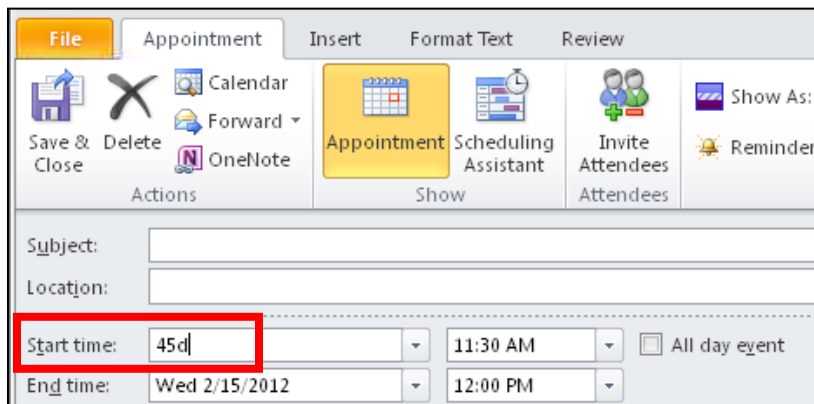 File Appointment Insert Format Text Review
Save & Close
Delete
Calendar
Forward
OneNote
Actions
Appointment
Scheduling Assistant
Show
Invite Attendees
Attendees
Show As:
Reminder
Subject:
Location:
Start time: 45d 11:30 AM All day event
End time: Wed 2/15/2012 12:00 PM